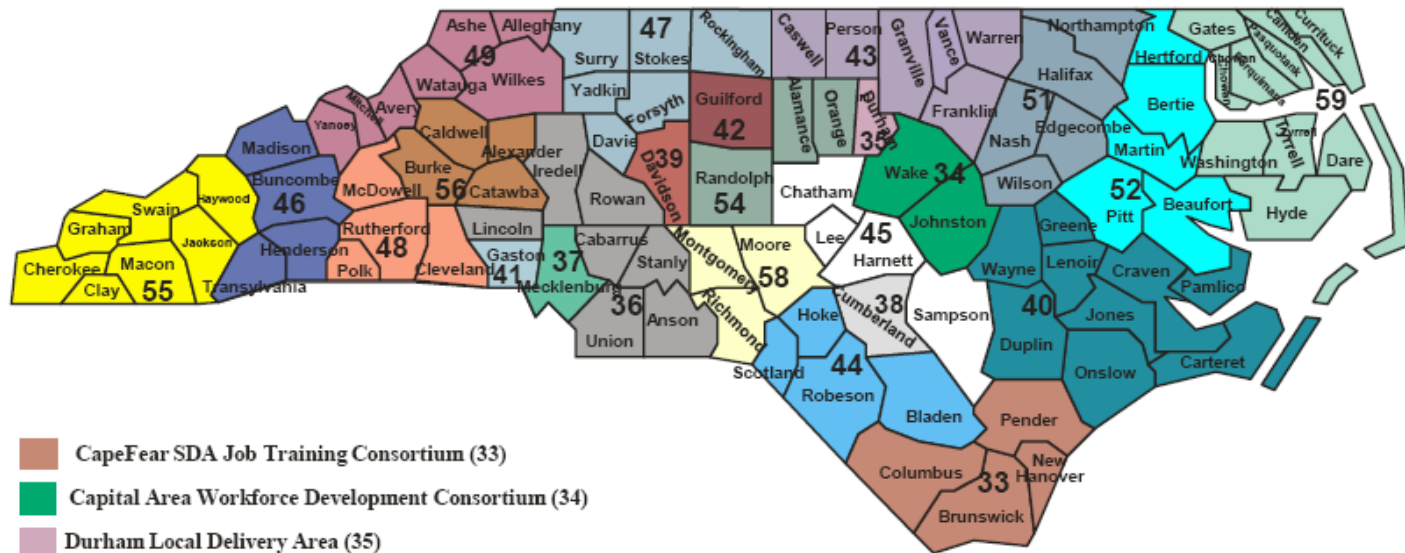 Ashe
Alleghany
49
Watauga
Wilkes
Mitchell
Avery
Yancey
47
Surry
Stokes
Rockingham
Yadkin
Forsyth
Davie
Caswell
Person
43
Granville
Vance
Warren
Franklin
Northampton
Halifax
51
Nash
Edgecombe
Wilson
Hertford
Bertie
Martin
52
Pitt
Beaufort
Gates
Camden
Currituck
Pasquotank
Perquimans
Chowan
Chowan
59
Washington
Tyrrell
Tyrrell
Dare
Hyde
Guilford
42
Alamance
Orange
Durham
35
Randolph
54
39
Davidson
Chatham
Lee
45
Harnett
Sampson
Wake
34
Johnston
Madison
Buncombe
46
Henderson
Transylvania
Swain
Haywood
Graham
Jackson
Cherokee
Macon
Clay
55
McDowell
Rutherford
48
Polk
Cleveland
Caldwell
Alexander
Burke
56
Catawba
Iredell
Rowan
Lincoln
Gaston
41
37
Mecklenburg
Cabarrus
Stanly
36
Union
Anson
Montgomery
Moore
58
Richmond
Hoke
38
Cumberland
Scotland
44
Robeson
Bladen
Greene
Wayne
Lenoir
Craven
Pamlico
40
Jones
Duplin
Onslow
Carteret
Pender
Columbus
New
Hanover
33
Brunswick
CapeFear SDA Job Training Consortium (33)
Capital Area Workforce Development Consortium (34)
Durham Local Delivery Area (35)